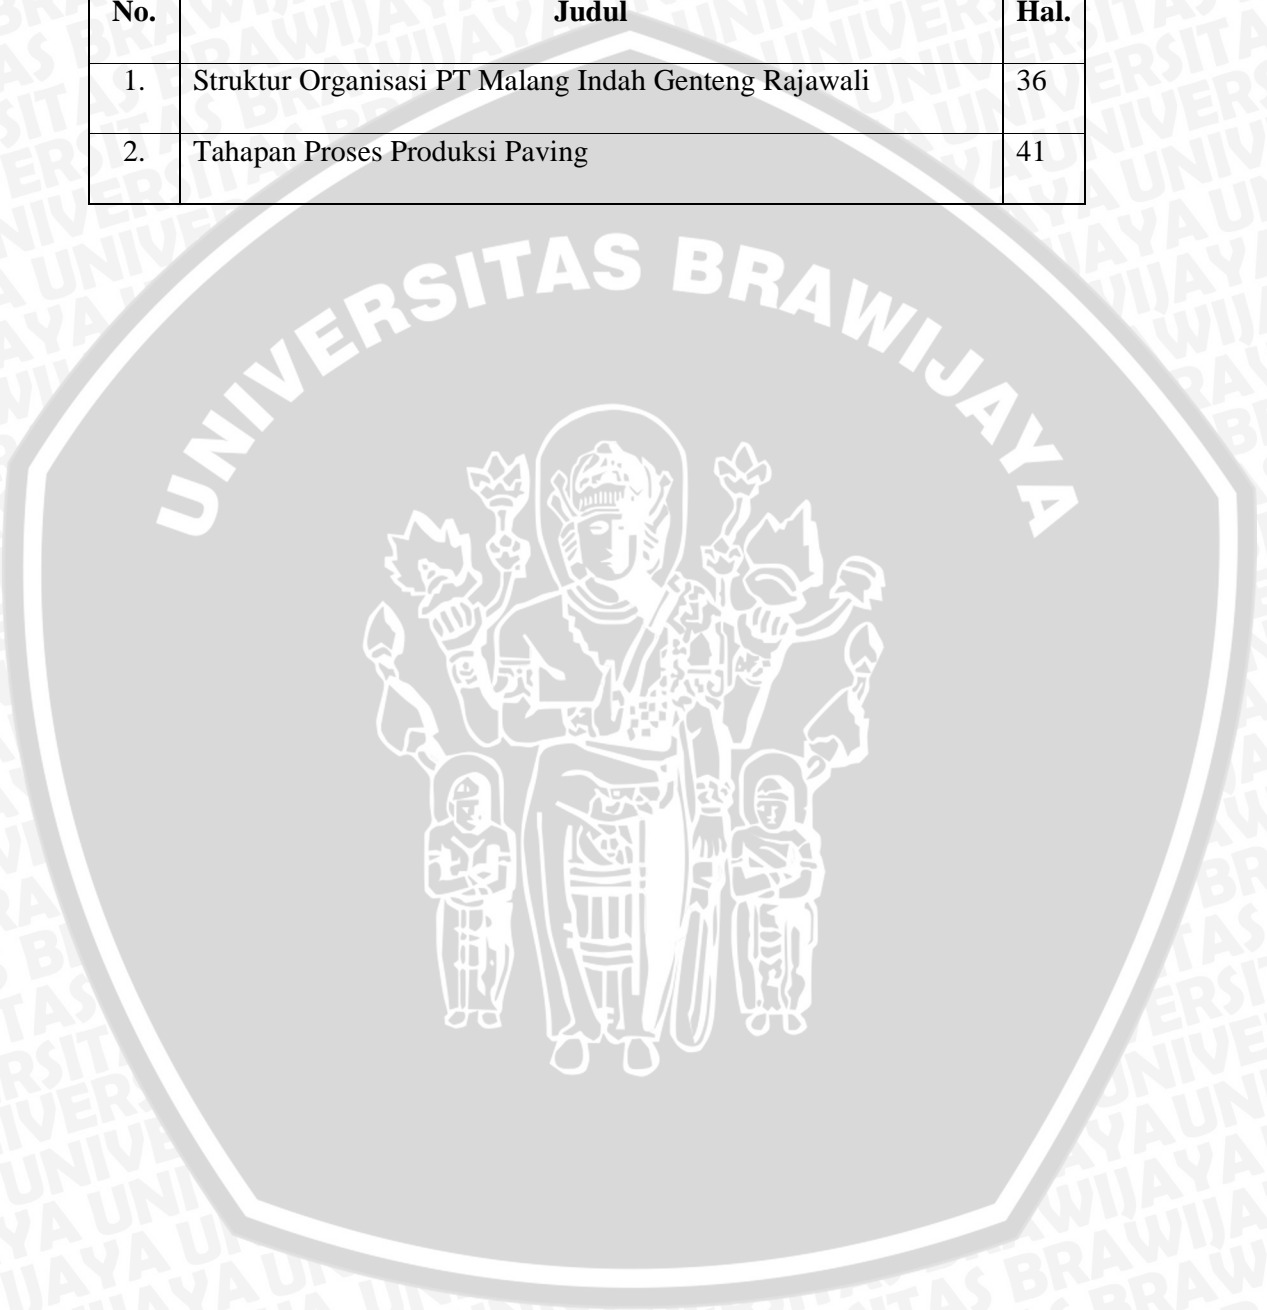 No. Judul Hal.
1. Struktur Organisasi PT Malang Indah Genteng Rajawali 36
2. Tahapan Proses Produksi Paving 41
UNIVERSITAS BRAWIJAYA